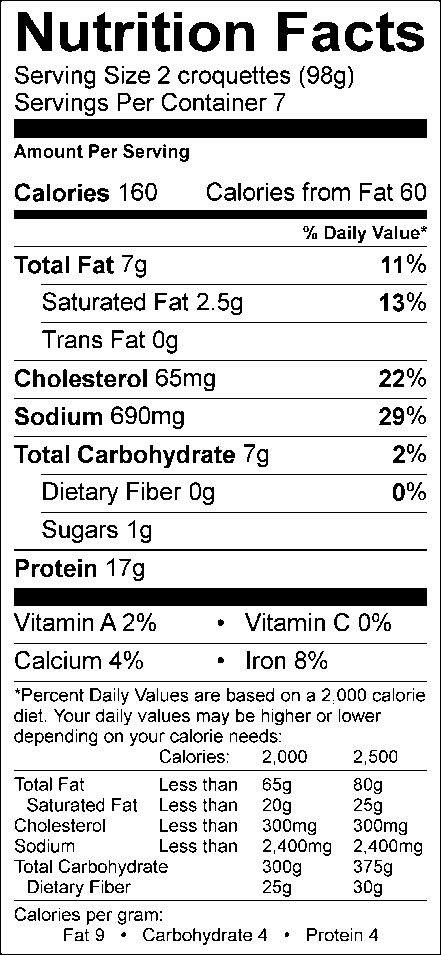 Nutrition Facts
Serving Size 2 croquettes (98g)
Servings Per Container 7
Amount Per Serving
Calories 160 Calories from Fat 60
% Daily Value*
Total Fat 7g 11%
Saturated Fat 2.5g 13%
Trans Fat 0g
Cholesterol 65mg 22%
Sodium 690mg 29%
Total Carbohydrate 7g 2%
Dietary Fiber 0g 0%
Sugars 1g
Protein 17g
Vitamin A 2% • Vitamin C 0%
Calcium 4% • Iron 8%
*Percent Daily Values are based on a 2,000 calorie
diet. Your daily values may be higher or lower
depending on your calorie needs:
Calories: 2,000 2,500
Total Fat Less than 65g 80g
Saturated Fat Less than 20g 25g
Cholesterol Less than 300mg 300mg
Sodium Less than 2,400mg 2,400mg
Total Carbohydrate 300g 375g
Dietary Fiber 25g 30g
Calories per gram:
Fat 9 • Carbohydrate 4 • Protein 4